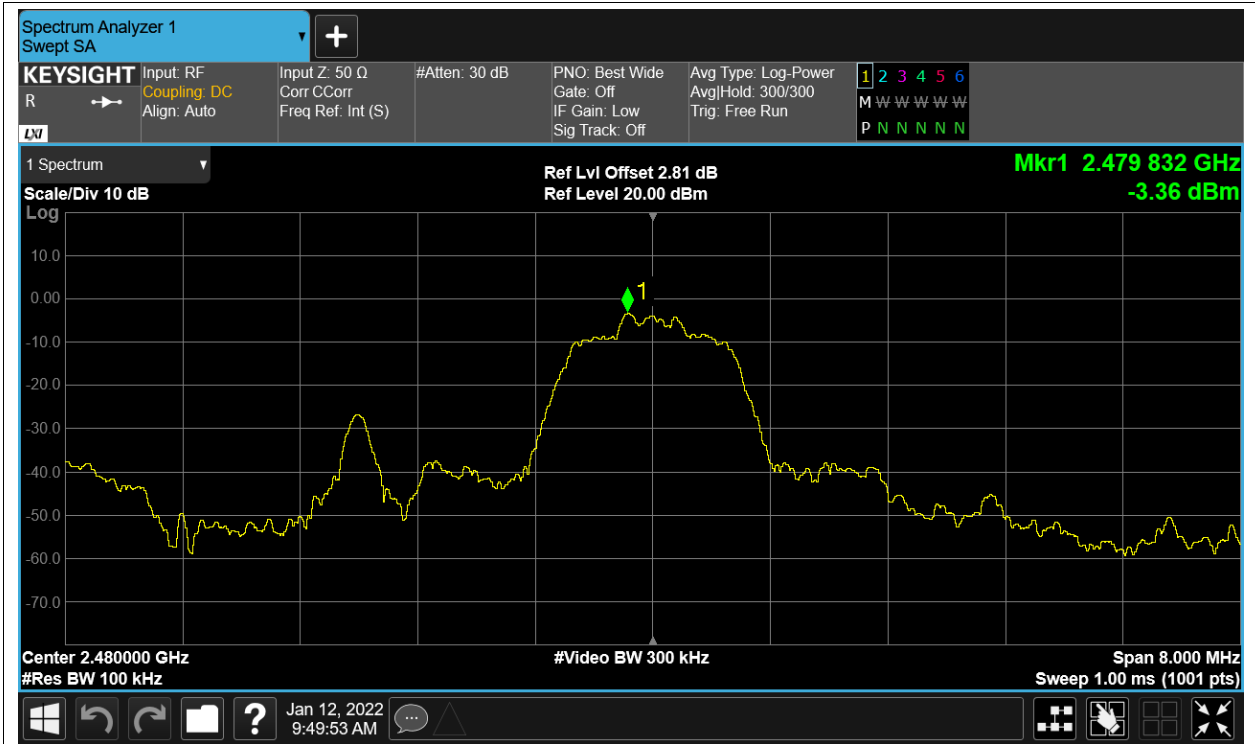 Spectrum Analyzer 1
Swept SA
KEYSIGHT
R
LXI
Input: RF
Coupling: DC
Align: Auto
Input Z: 50 Ω
Corr CCorr
Freq Ref: Int (S)
#Atten: 30 dB
PNO: Best Wide
Gate: Off
IF Gain: Low
Sig Track: Off
Avg Type: Log-Power
Avg|Hold: 300/300
Trig: Free Run
1 2 3 4 5 6
M W W W W W
P N N N N N
1 Spectrum
Scale/Div 10 dB
Log
Ref Lvl Offset 2.81 dB
Ref Level 20.00 dBm
Mkr1 2.479 832 GHz
-3.36 dBm
10.0
0.00
-10.0
-20.0
-30.0
-40.0
-50.0
-60.0
-70.0
1
Center 2.480000 GHz
#Res BW 100 kHz
#Video BW 300 kHz
Span 8.000 MHz
Sweep 1.00 ms (1001 pts)
?
Jan 12, 2022
9:49:53 AM